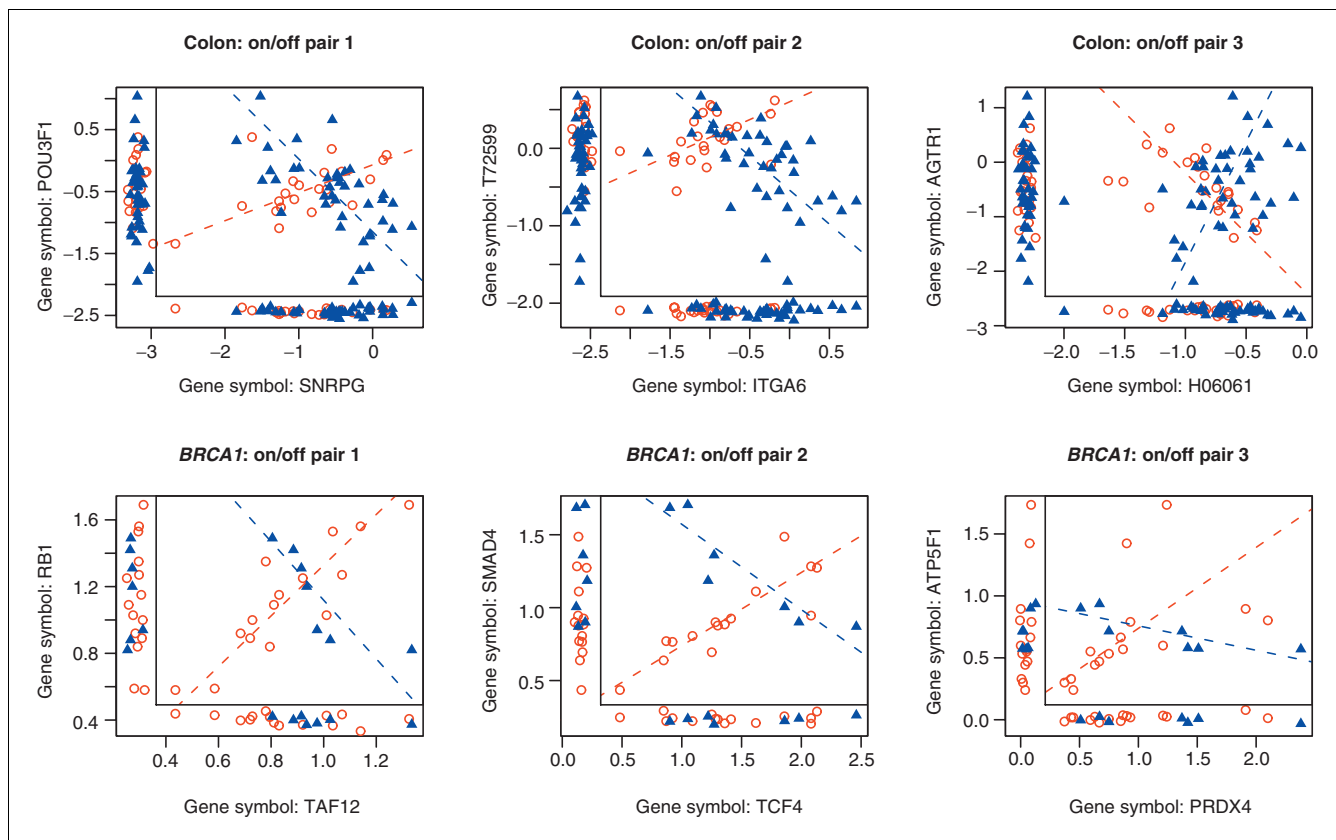 Colon: on/off pair 1
Colon: on/off pair 2
Colon: on/off pair 3
Gene symbol: POU3F1
0.5
−0.5
−1.5
−2.5
−3
−2
−1
0
Gene symbol: SNRPG
Gene symbol: T72599
0.0
−1.0
−2.0
−2.5
−1.5
−0.5
0.5
Gene symbol: ITGA6
Gene symbol: AGTR1
1
0
−1
−2
−3
−2.0
−1.5
−1.0
−0.5
0.0
Gene symbol: H06061
BRCA1: on/off pair 1
BRCA1: on/off pair 2
BRCA1: on/off pair 3
Gene symbol: RB1
1.6
1.2
0.8
0.4
0.4
0.6
0.8
1.0
1.2
Gene symbol: TAF12
Gene symbol: SMAD4
1.5
1.0
0.5
0.0
0.5
1.0
1.5
2.0
2.5
Gene symbol: TCF4
Gene symbol: ATP5F1
1.5
1.0
0.5
0.0
0.0
0.5
1.0
1.5
2.0
Gene symbol: PRDX4